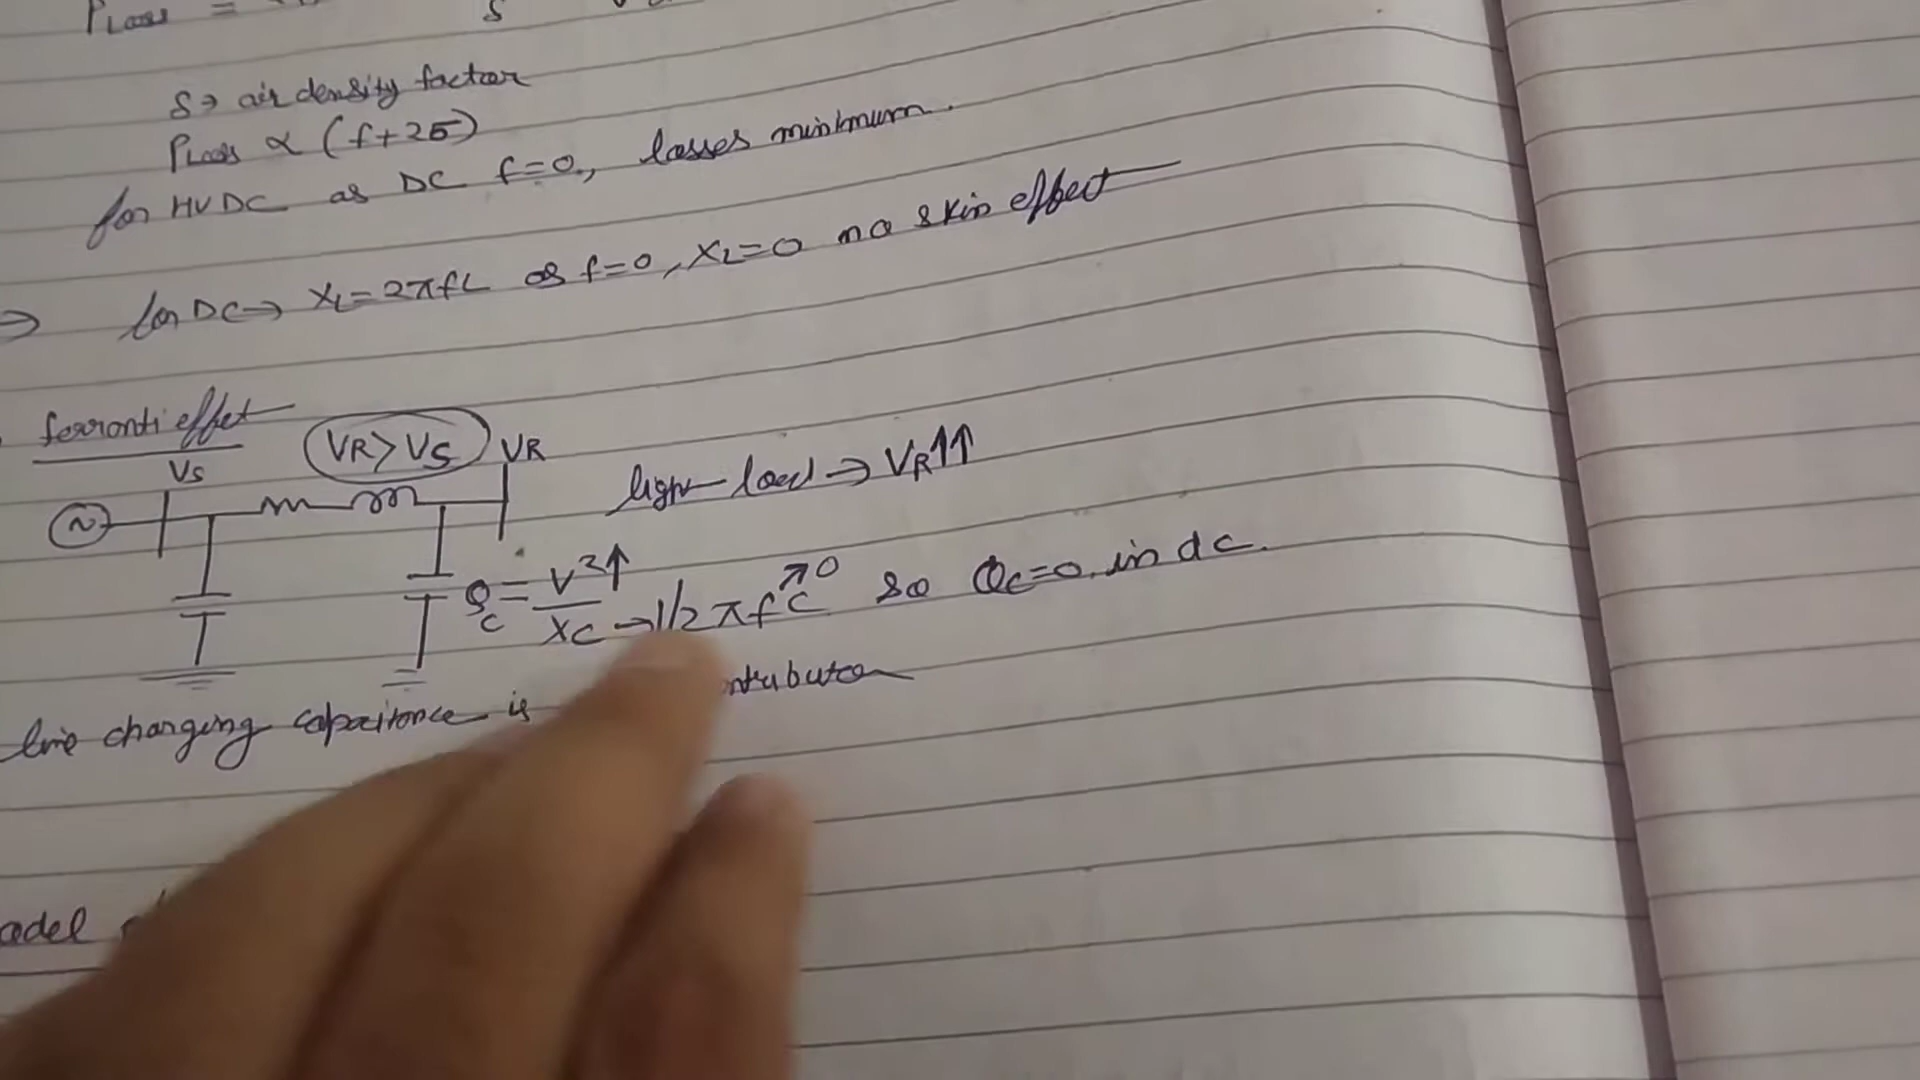 PLoss =
δ → air density factor
PLoss ∝ (f+25)
for HVDC as DC f=0, losses minimum.
⇒ for DC → XL=2πfL as f=0, XL=0 no skin effect
ferranti effect
VR>VS
VS
VR
light load → VR↑↑
~
Qc = V²↑/Xc → 1/2πfc ↗0 so Qc=0 in dc.
line charging capacitance is
odel